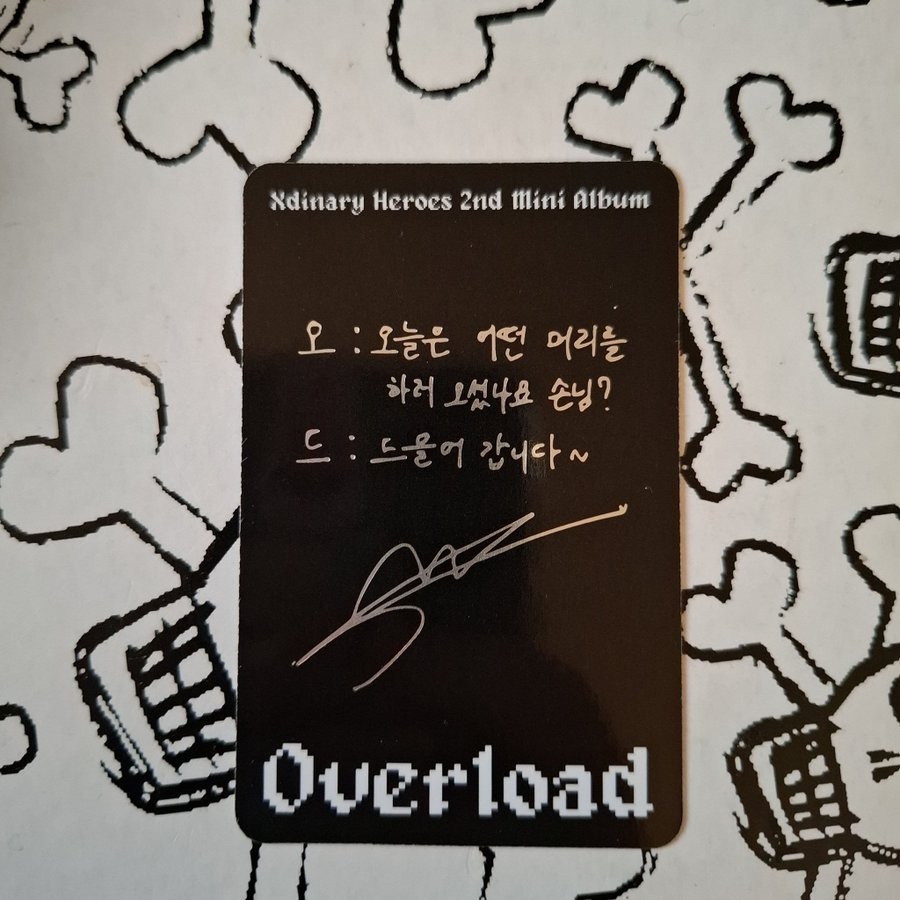 Xdinary Heroes 2nd Mini Album
오 : 오늘은 어떤 머리를
하러 오셨나요 손님?
드 : 드물어 갑니다~
Overload